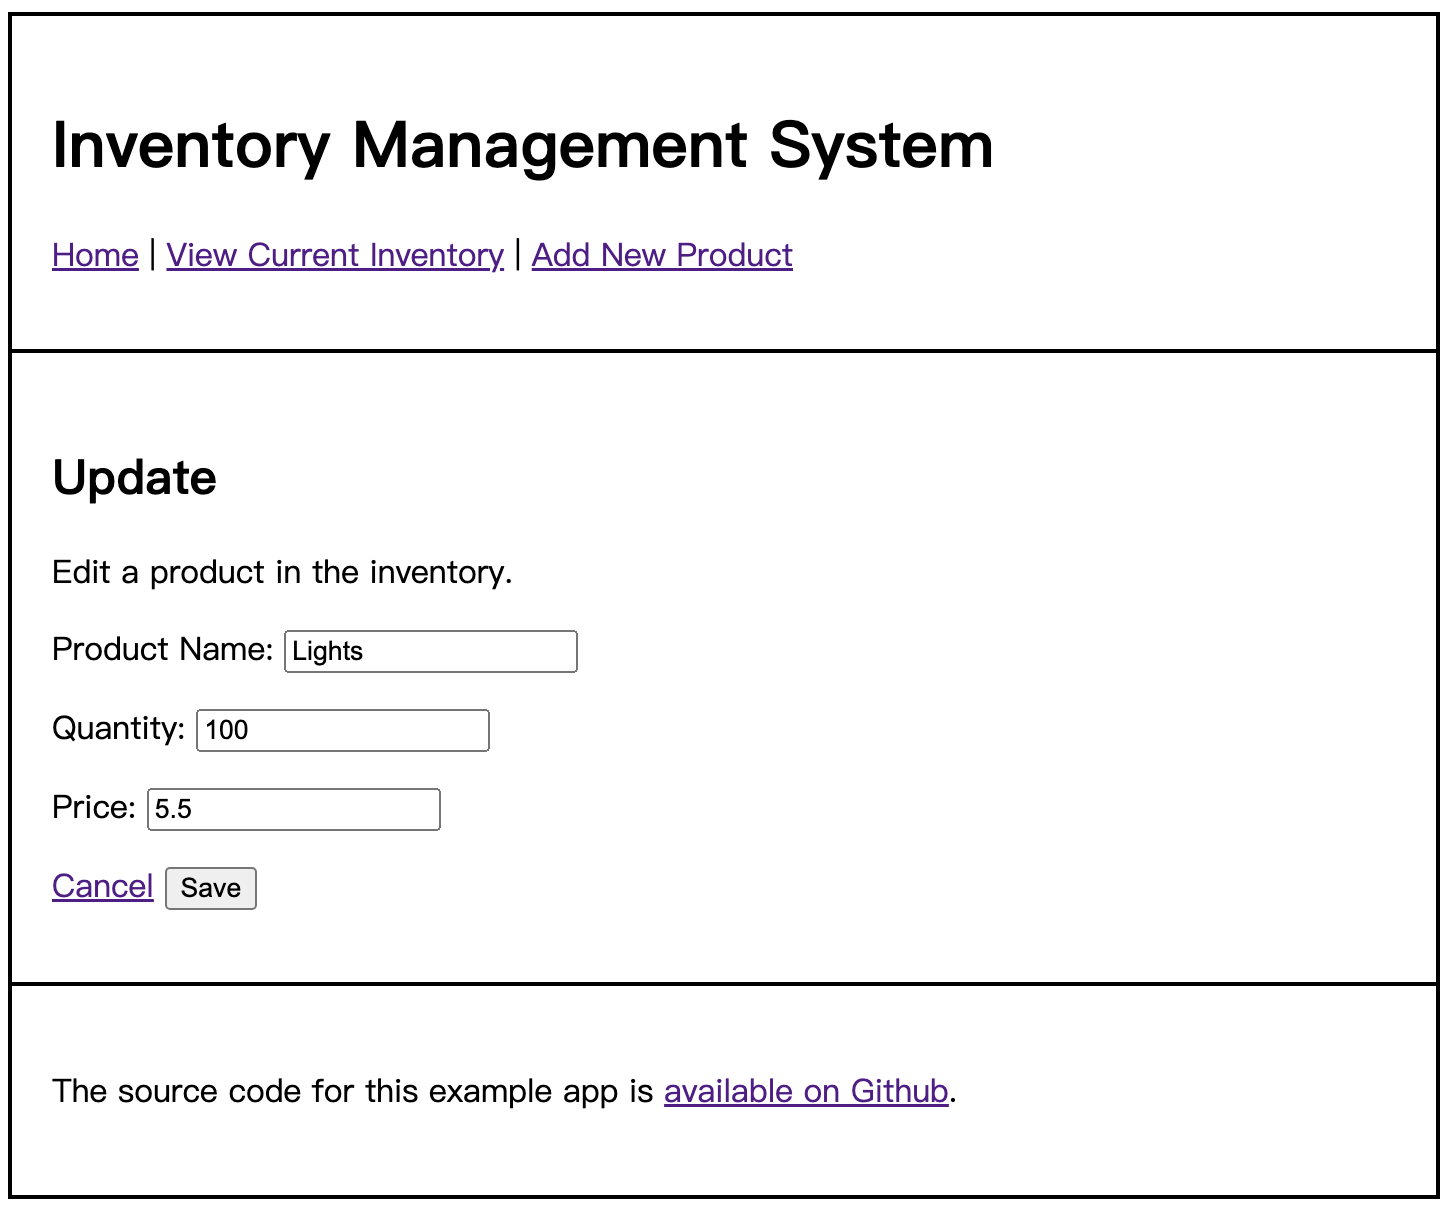 Inventory Management System
Home | View Current Inventory | Add New Product
Update
Edit a product in the inventory.
Product Name: Lights
Quantity: 100
Price: 5.5
Cancel Save
The source code for this example app is available on Github.